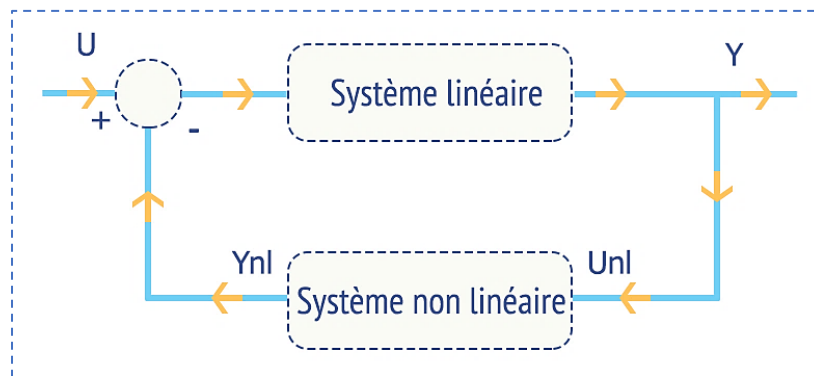 U
Y
+
-
Système linéaire
Ynl
Unl
Système non linéaire